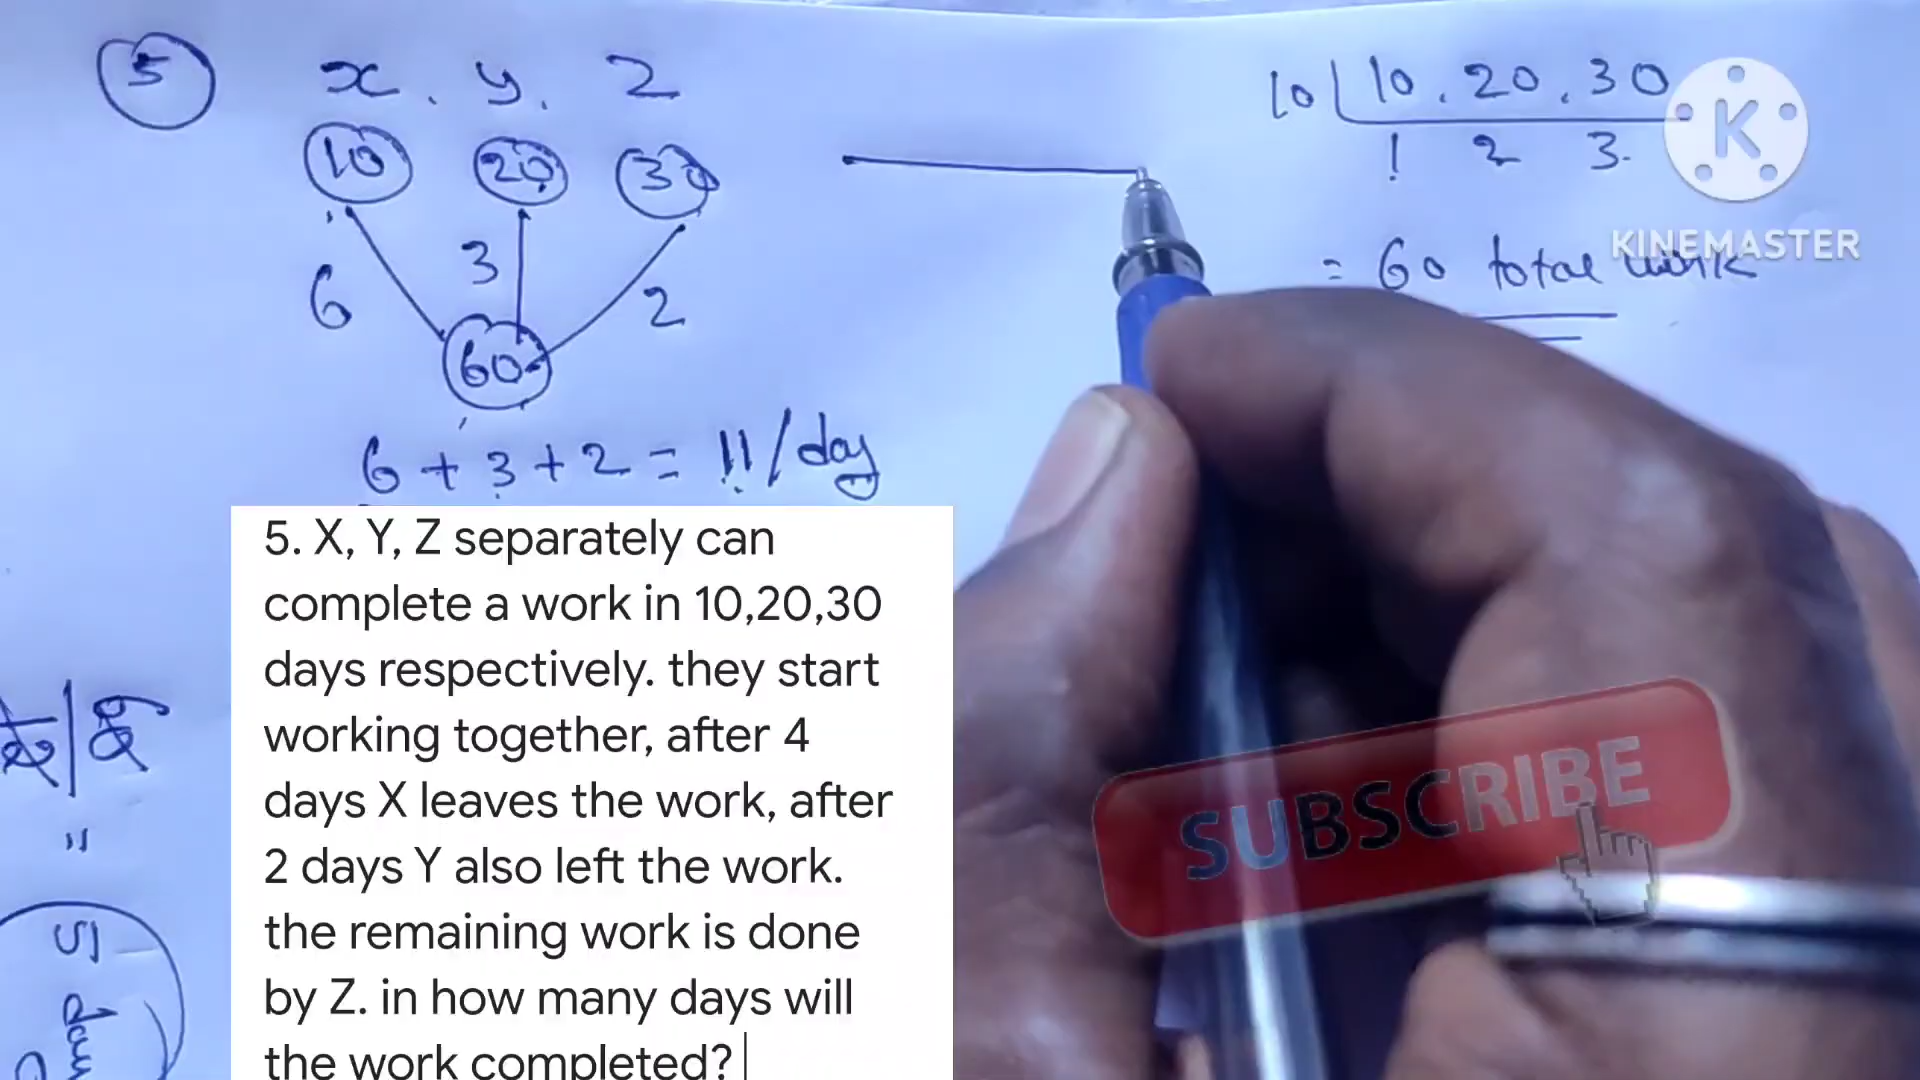 5 x . y . z
10 20 30
6 3 2
60
6 + 3 + 2 = 11/day
10 10 . 20 . 30
1 2 3
= 60 total work
K
KINEMASTER
5. X, Y, Z separately can
complete a work in 10,20,30
days respectively. they start
working together, after 4
days X leaves the work, after
2 days Y also left the work.
the remaining work is done
by Z. in how many days will
the work completed?
SUBSCRIBE